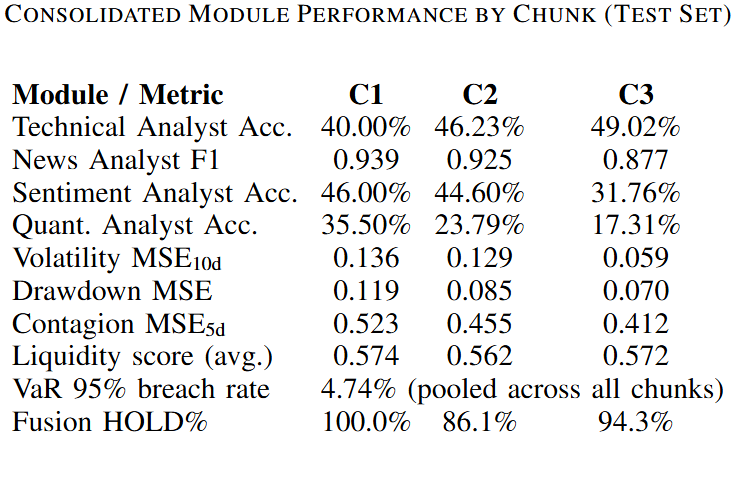 CONSOLIDATED MODULE PERFORMANCE BY CHUNK (TEST SET)
Module / Metric C1 C2 C3
Technical Analyst Acc. 40.00% 46.23% 49.02%
News Analyst F1 0.939 0.925 0.877
Sentiment Analyst Acc. 46.00% 44.60% 31.76%
Quant. Analyst Acc. 35.50% 23.79% 17.31%
Volatility MSE10d 0.136 0.129 0.059
Drawdown MSE 0.119 0.085 0.070
Contagion MSE5d 0.523 0.455 0.412
Liquidity score (avg.) 0.574 0.562 0.572
VaR 95% breach rate 4.74% (pooled across all chunks)
Fusion HOLD% 100.0% 86.1% 94.3%